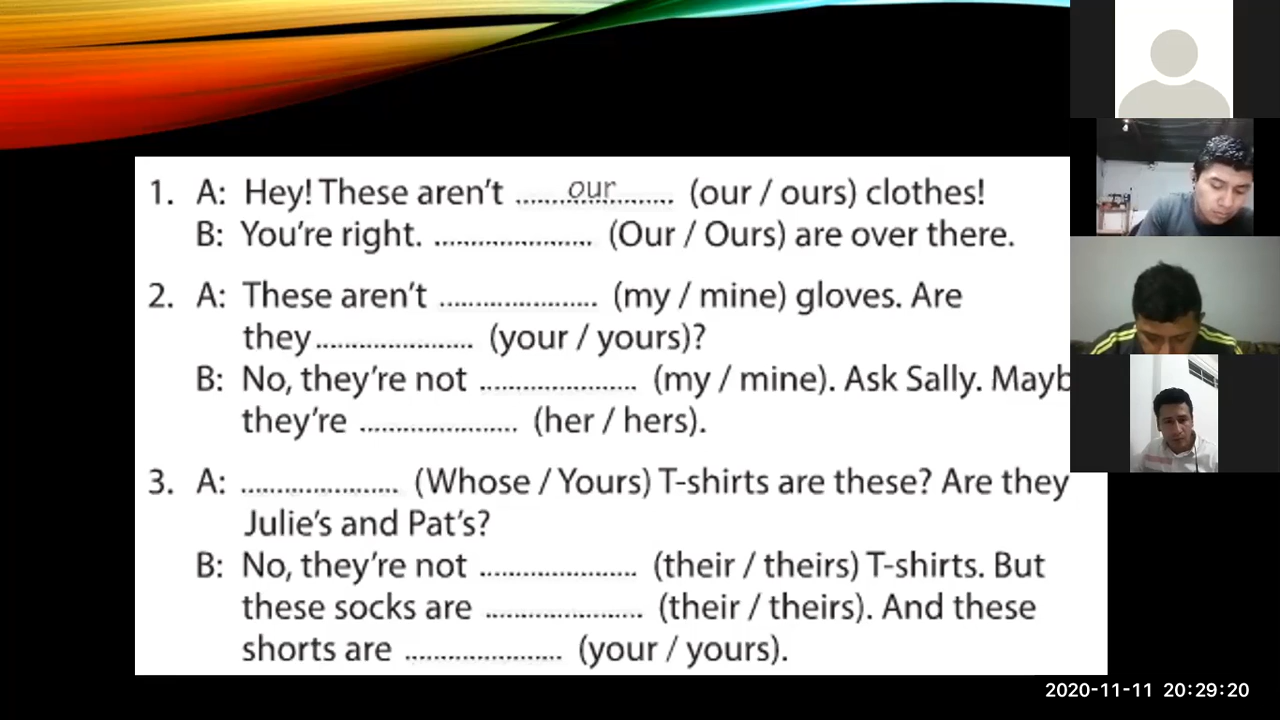 1. A: Hey! These aren't ........our........ (our / ours) clothes!
B: You're right. ...................... (Our / Ours) are over there.
2. A: These aren't ...................... (my / mine) gloves. Are
they...................... (your / yours)?
B: No, they're not ...................... (my / mine). Ask Sally. Mayb
they're ...................... (her / hers).
3. A: ...................... (Whose / Yours) T-shirts are these? Are they
Julie's and Pat's?
B: No, they're not ...................... (their / theirs) T-shirts. But
these socks are ...................... (their / theirs). And these
shorts are ...................... (your / yours).
2020-11-11 20:29:20